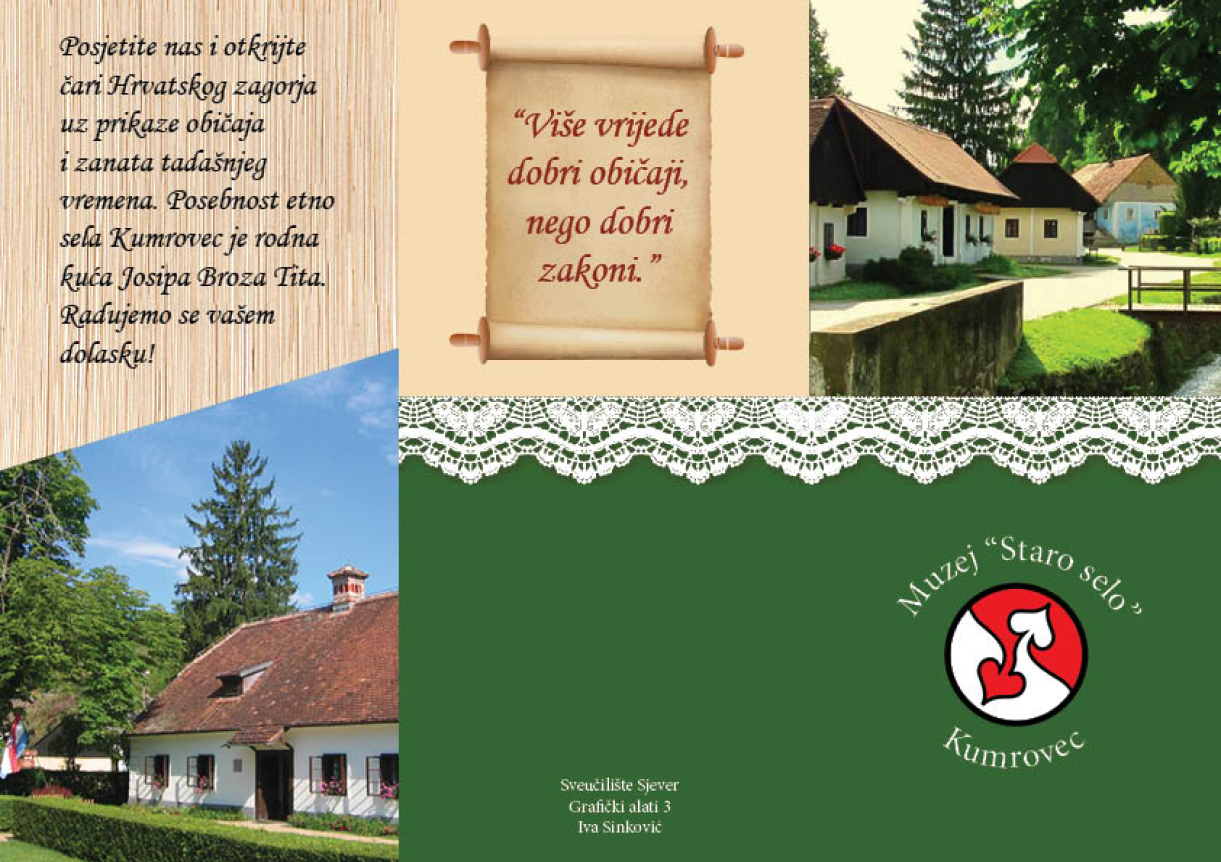 Posjetite nas i otkrijte
čari Hrvatskog zagorja
uz prikaze običaja
i zanata tadašnjeg
vremena. Posebnost etno
sela Kumrovec je rodna
kuća Josipa Broza Tita.
Radujemo se vašem
dolasku!
“Više vrijede
dobri običaji,
nego dobri
zakoni.”
Muzej “Staro selo”
Kumrovec
Sveučilište Sjever
Grafički alati 3
Iva Sinković